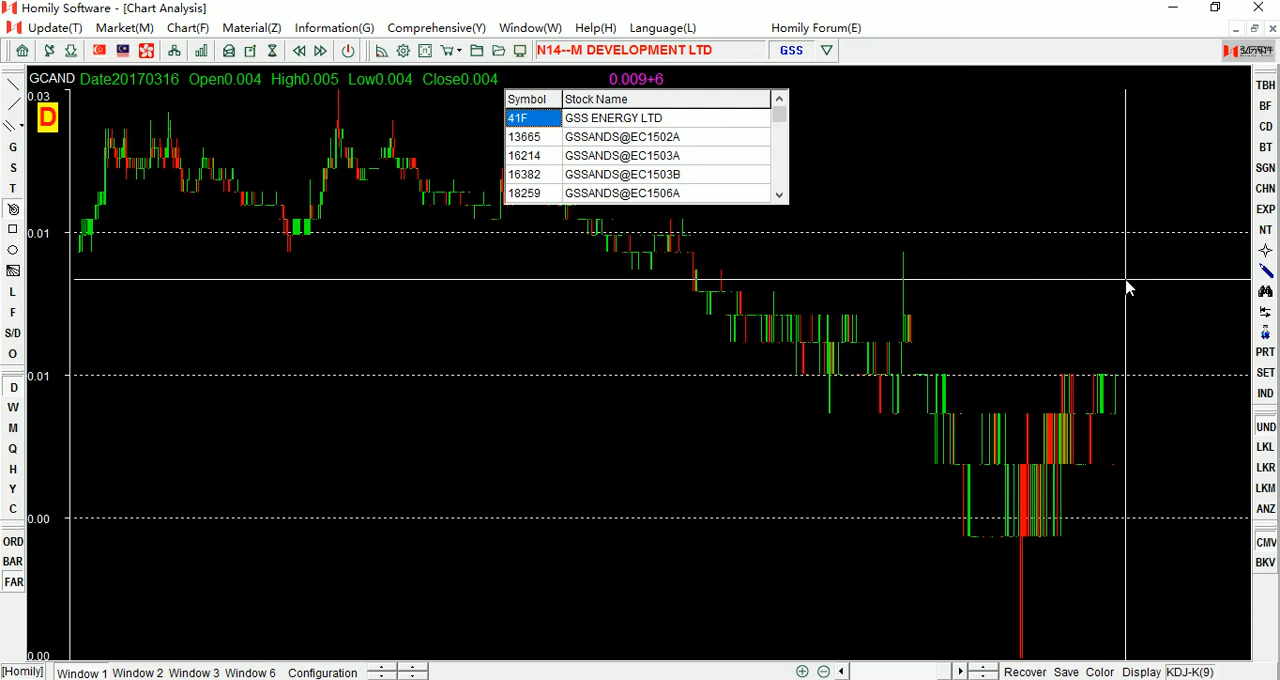 Homily Software - [Chart Analysis]
Update(T) Market(M) Chart(F) Material(Z) Information(G) Comprehensive(Y) Window(W) Help(H) Language(L) Homily Forum(E)
N14--M DEVELOPMENT LTD GSS
GCAND Date20170316 Open0.004 High0.005 Low0.004 Close0.004 0.009+6
Symbol Stock Name
41F GSS ENERGY LTD
13665 GSSANDS@EC1502A
16214 GSSANDS@EC1503A
16382 GSSANDS@EC1503B
18259 GSSANDS@EC1506A
0.03
D
0.01
0.01
0.00
0.00
G
S
T
L
F
S/D
O
D
W
M
Q
H
Y
C
ORD
BAR
FAR
TBH
BF
CD
BT
SGN
CHN
EXP
NT
PRT
SET
IND
UND
LKL
LKR
LKM
ANZ
CMV
BKV
[Homily] Window 1 Window 2 Window 3 Window 6 Configuration Recover Save Color Display KDJ-K(9)